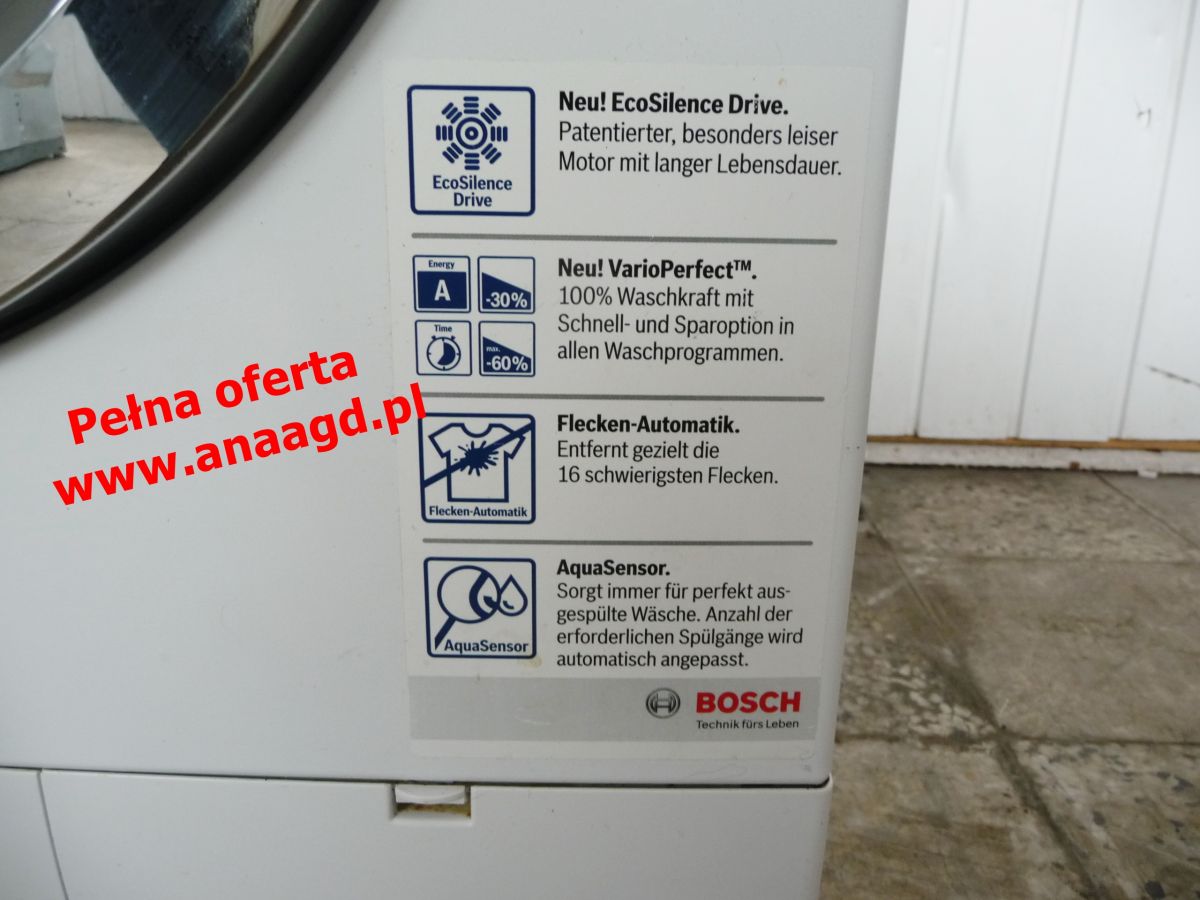 EcoSilence
Drive
Neu! EcoSilence Drive.
Patentierter, besonders leiser
Motor mit langer Lebensdauer.
Energy
A
-30%
Time
max.
-60%
Neu! VarioPerfect™.
100% Waschkraft mit
Schnell- und Sparoption in
allen Waschprogrammen.
Pełna oferta
www.anaagd.pl
Flecken-Automatik
Flecken-Automatik.
Entfernt gezielt die
16 schwierigsten Flecken.
AquaSensor
AquaSensor.
Sorgt immer für perfekt aus-
gespülte Wäsche. Anzahl der
erforderlichen Spülgänge wird
automatisch angepasst.
BOSCH
Technik fürs Leben